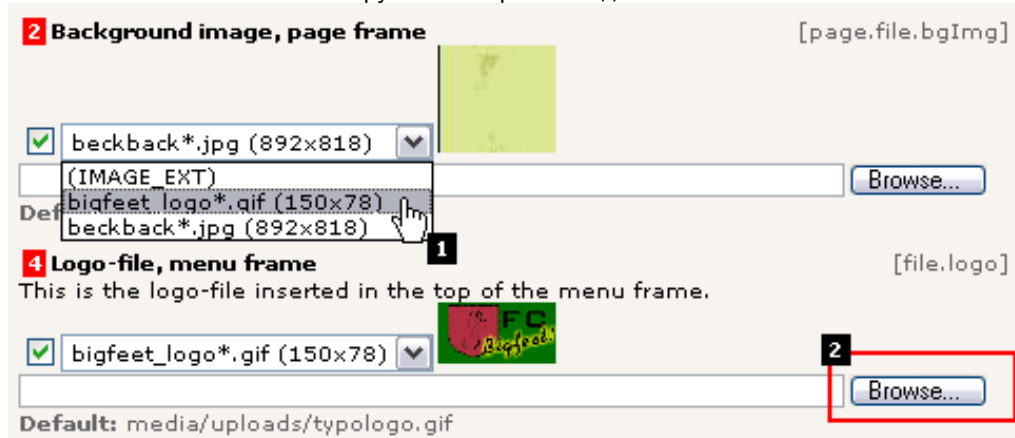 2 Background image, page frame [page.file.bgImg]
beckback*.jpg (892x818)
(IMAGE_EXT)
Browse...
bigfeet_logo*.gif (150x78)
Def
beckback*.jpg (892x818)
1
4 Logo-file, menu frame [file.logo]
This is the logo-file inserted in the top of the menu frame.
FC
Bigfeet!
bigfeet_logo*.gif (150x78)
2
Browse...
Default: media/uploads/typologo.gif